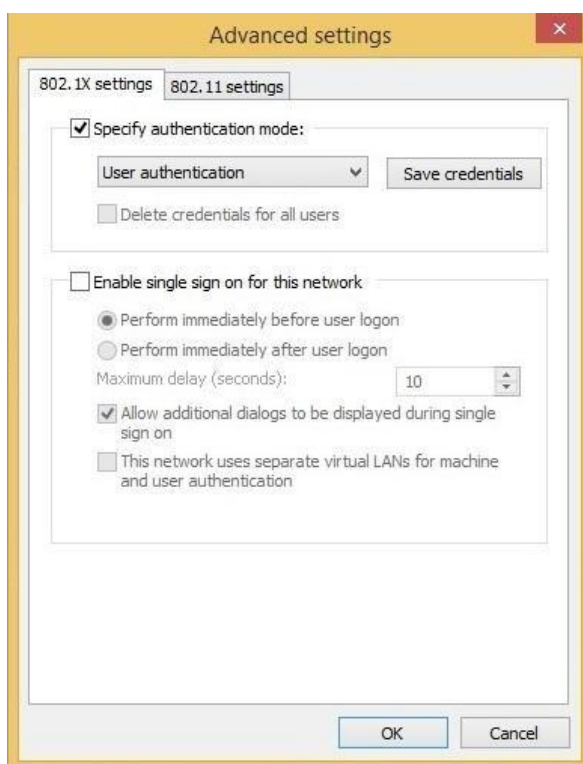 Advanced settings
802.1X settings 802.11 settings
Specify authentication mode:
User authentication Save credentials
Delete credentials for all users
Enable single sign on for this network
Perform immediately before user logon
Perform immediately after user logon
Maximum delay (seconds): 10
Allow additional dialogs to be displayed during single
sign on
This network uses separate virtual LANs for machine
and user authentication
OK Cancel